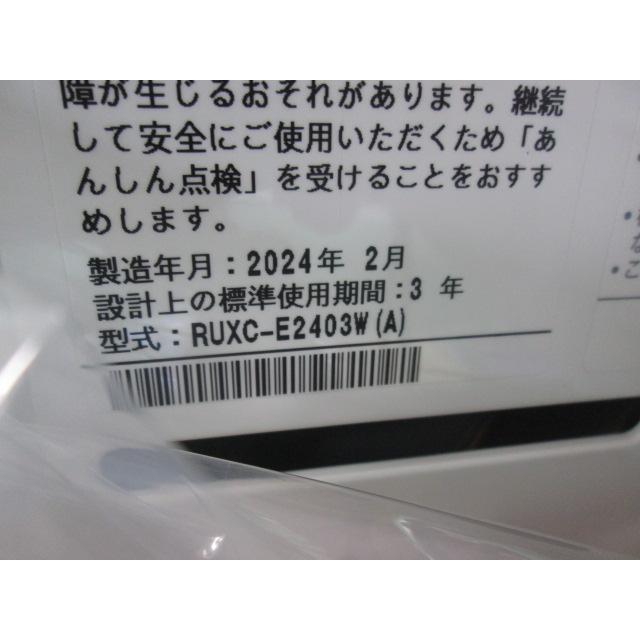 障が生じるおそれがあります。継続
して安全にご使用いただくため「あ
んしん点検」を受けることをおすす
めします。
製造年月：2024年 2月
設計上の標準使用期間：3 年
型式：RUXC-E2403W(A)